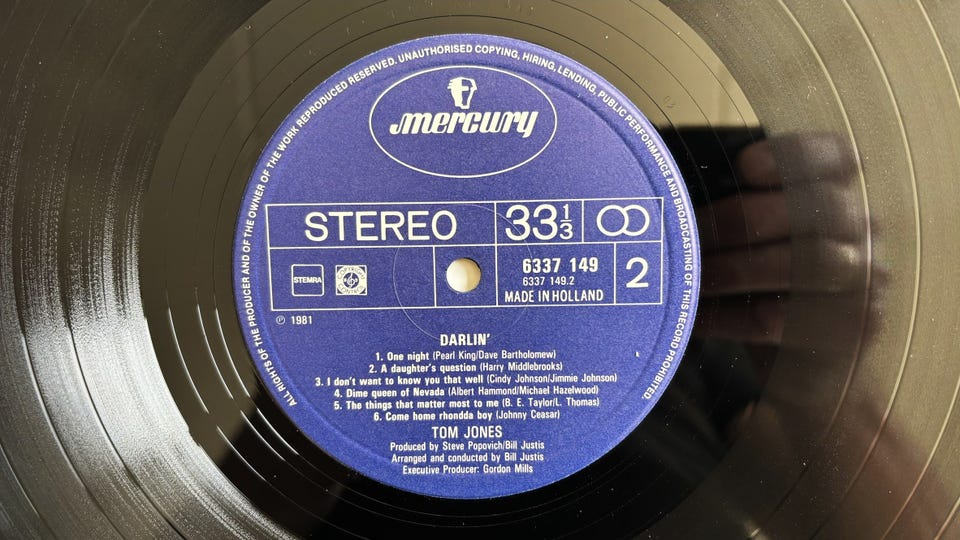 ALL RIGHTS OF THE PRODUCER AND OF THE OWNER OF THE WORK REPRODUCED RESERVED. UNAUTHORISED COPYING, HIRING, LENDING, PUBLIC PERFORMANCE AND BROADCASTING OF THIS RECORD PROHIBITED.
mercury
STEREO 33 1/3
STEMRA
6337 149
6337 149.2
MADE IN HOLLAND
2
℗ 1981
DARLIN'
1. One night (Pearl King/Dave Bartholomew)
2. A daughter's question (Harry Middlebrooks)
3. I don't want to know you that well (Cindy Johnson/Jimmie Johnson)
4. Dime queen of Nevada (Albert Hammond/Michael Hazelwood)
5. The things that matter most to me (B. E. Taylor/L. Thomas)
6. Come home rhondda boy (Johnny Ceasar)
TOM JONES
Produced by Steve Popovich/Bill Justis
Arranged and conducted by Bill Justis
Executive Producer: Gordon Mills